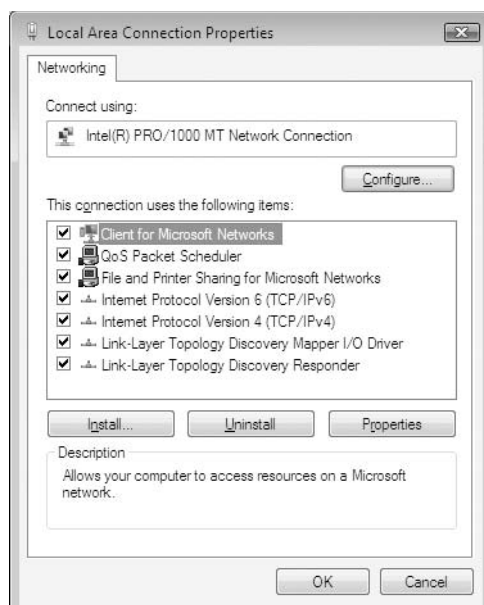 Local Area Connection Properties
Networking
Connect using:
Intel(R) PRO/1000 MT Network Connection
Configure...
This connection uses the following items:
Client for Microsoft Networks
QoS Packet Scheduler
File and Printer Sharing for Microsoft Networks
Internet Protocol Version 6 (TCP/IPv6)
Internet Protocol Version 4 (TCP/IPv4)
Link-Layer Topology Discovery Mapper I/O Driver
Link-Layer Topology Discovery Responder
Install... Uninstall Properties
Description
Allows your computer to access resources on a Microsoft
network.
OK Cancel